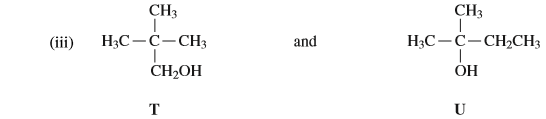 CH3 CH3
(iii) H3C–C–CH3 and H3C–C–CH2CH3
CH2OH OH
T U